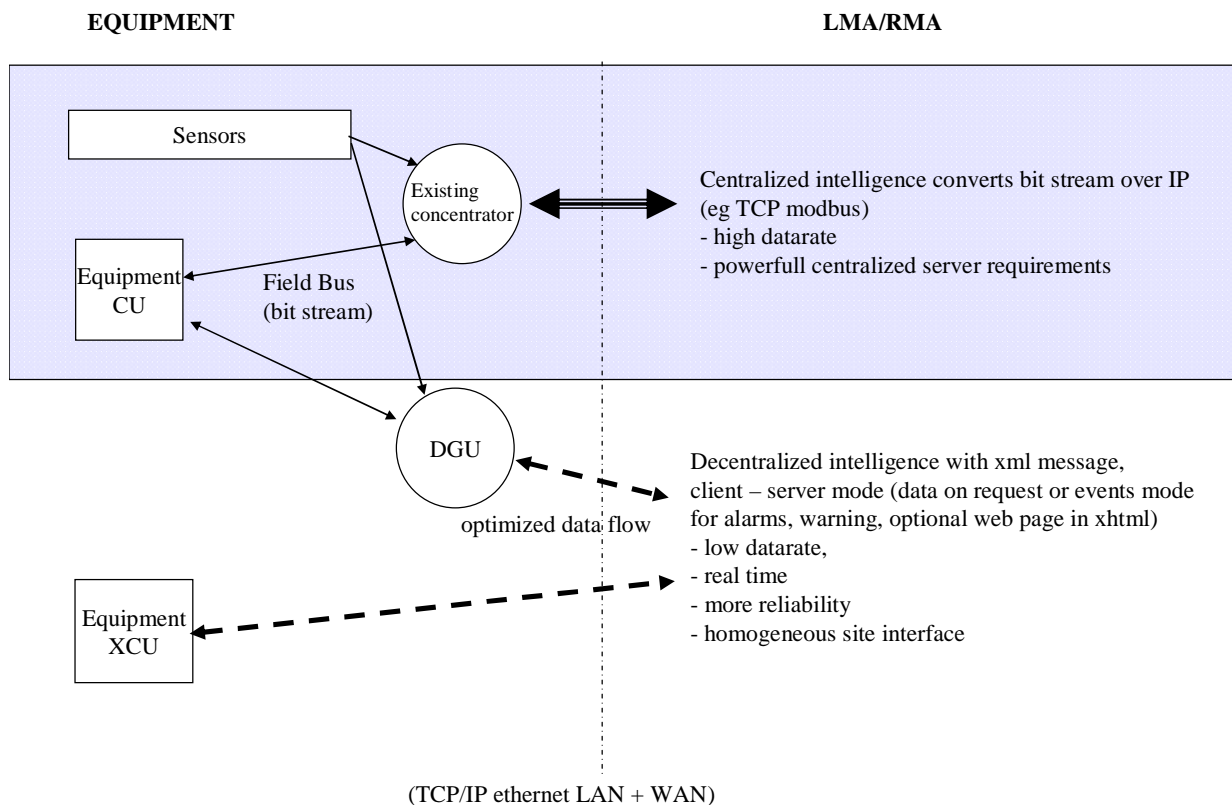 EQUIPMENT
LMA/RMA
Sensors
Existing
concentrator
Centralized intelligence converts bit stream over IP
(eg TCP modbus)
- high datarate
- powerfull centralized server requirements
Equipment
CU
Field Bus
(bit stream)
DGU
optimized data flow
Decentralized intelligence with xml message,
client – server mode (data on request or events mode
for alarms, warning, optional web page in xhtml)
- low datarate,
- real time
- more reliability
- homogeneous site interface
Equipment
XCU
(TCP/IP ethernet LAN + WAN)